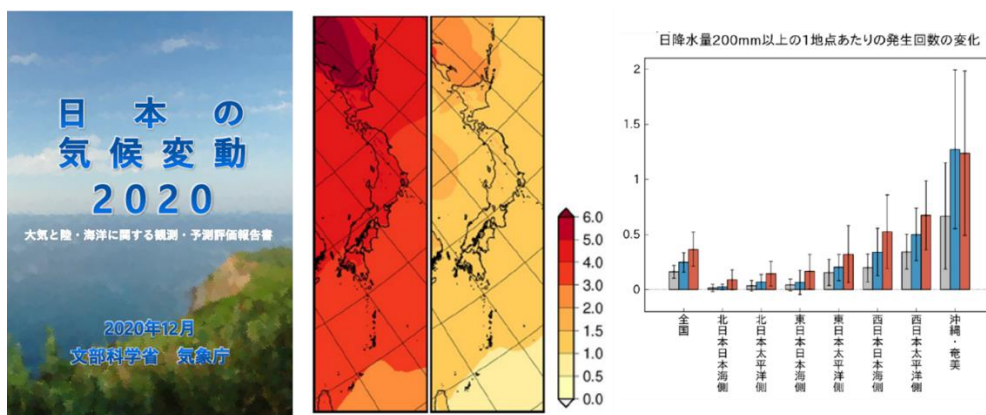 日本の
気候変動
2020
大気と陸・海洋に関する観測・予測評価報告書
2020年12月
文部科学省 気象庁
6.0
5.0
4.0
3.0
2.0
1.5
1.0
0.5
0.0
日降水量200mm以上の1地点あたりの発生回数の変化
2
1.5
1
0.5
0
全国
北日本日本海側
北日本太平洋側
東日本日本海側
東日本太平洋側
西日本日本海側
西日本太平洋側
沖縄・奄美